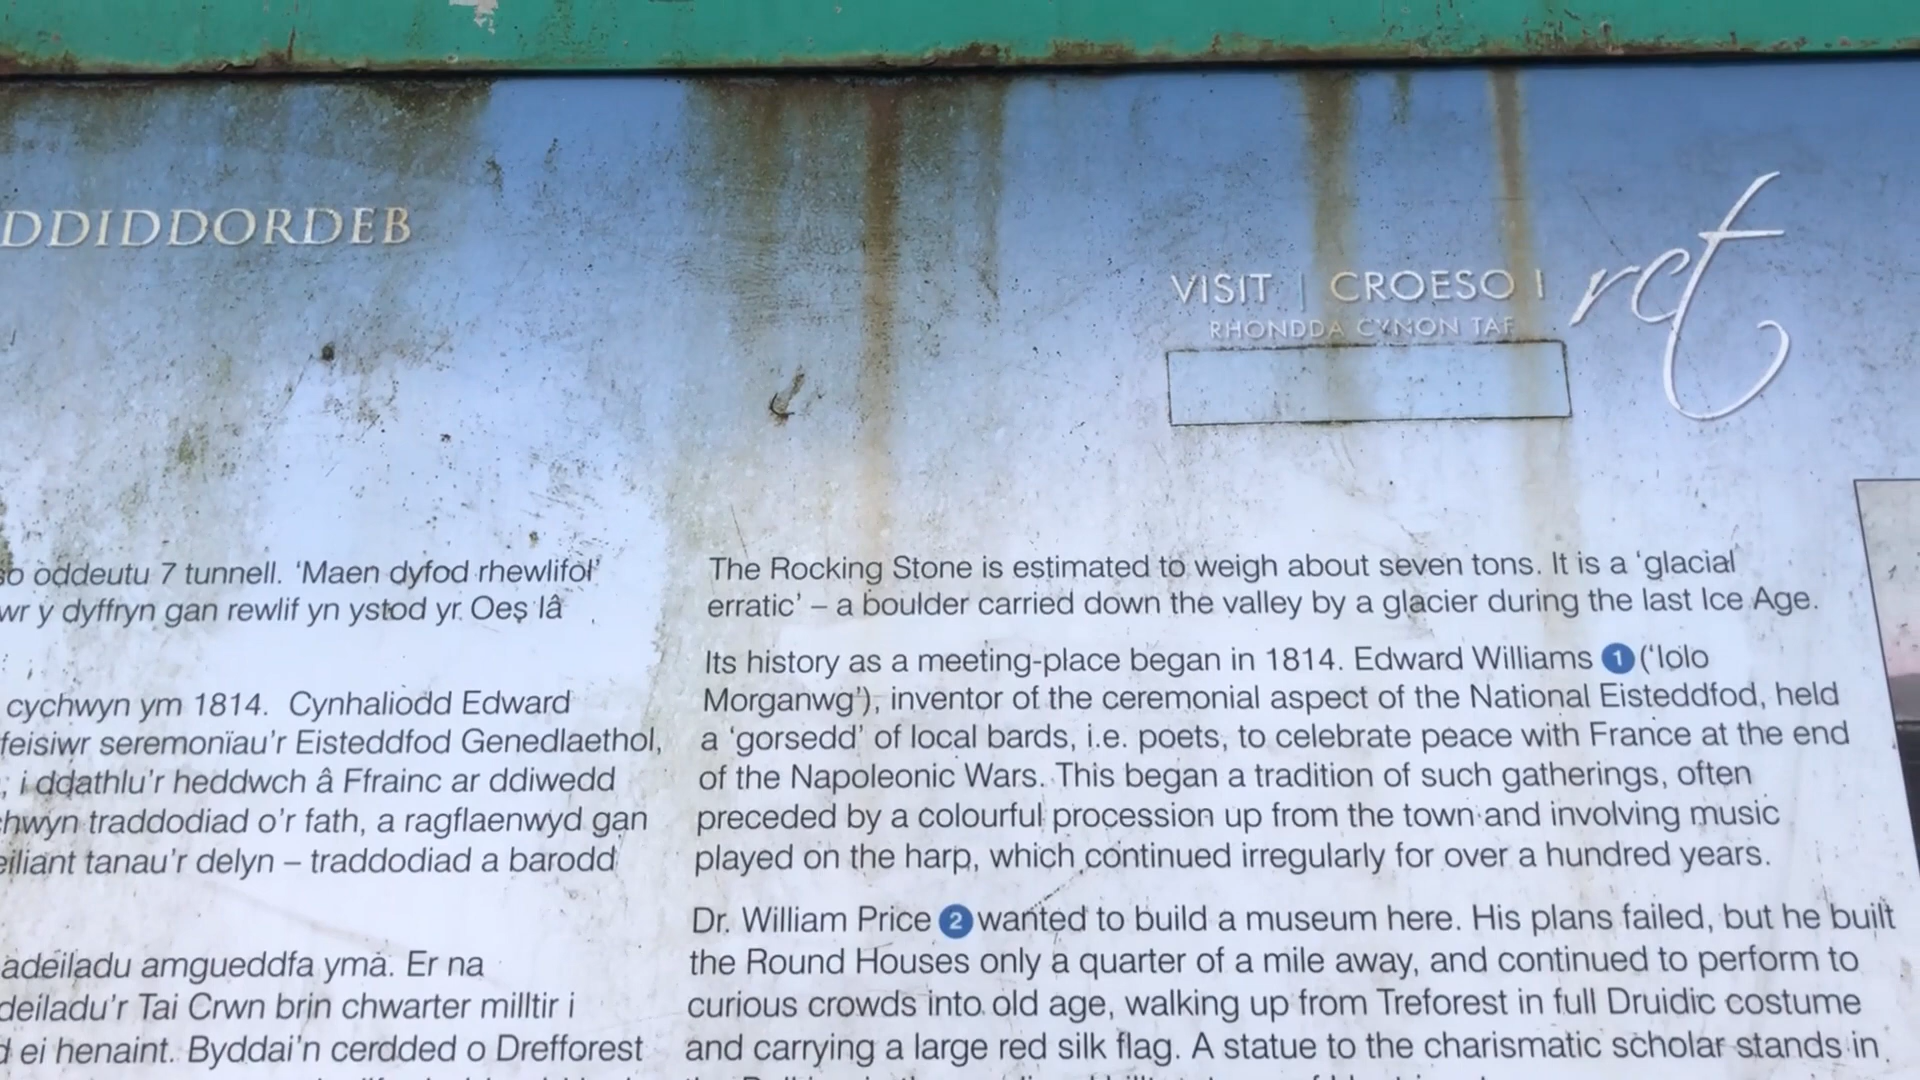 DDIDDORDEB
VISIT | CROESO I
RHONDDA CYNON TAF
rct
so oddeutu 7 tunnell. ‘Maen dyfod rhewlifol’
wr y dyffryn gan rewlif yn ystod yr Oes Iâ
cychwyn ym 1814. Cynhaliodd Edward
feisiwr seremonïau’r Eisteddfod Genedlaethol,
; i ddathlu’r heddwch â Ffrainc ar ddiwedd
hwyn traddodiad o’r fath, a ragflaenwyd gan
eiliant tanau’r delyn – traddodiad a barodd
adeiladu amgueddfa yma. Er na
deiladu’r Tai Crwn brin chwarter milltir i
d ei henaint. Byddai’n cerdded o Drefforest
The Rocking Stone is estimated to weigh about seven tons. It is a ‘glacial
erratic’ – a boulder carried down the valley by a glacier during the last Ice Age.
Its history as a meeting-place began in 1814. Edward Williams 1 (‘Iolo
Morganwg’), inventor of the ceremonial aspect of the National Eisteddfod, held
a ‘gorsedd’ of local bards, i.e. poets, to celebrate peace with France at the end
of the Napoleonic Wars. This began a tradition of such gatherings, often
preceded by a colourful procession up from the town and involving music
played on the harp, which continued irregularly for over a hundred years.
Dr. William Price 2 wanted to build a museum here. His plans failed, but he built
the Round Houses only a quarter of a mile away, and continued to perform to
curious crowds into old age, walking up from Treforest in full Druidic costume
and carrying a large red silk flag. A statue to the charismatic scholar stands in